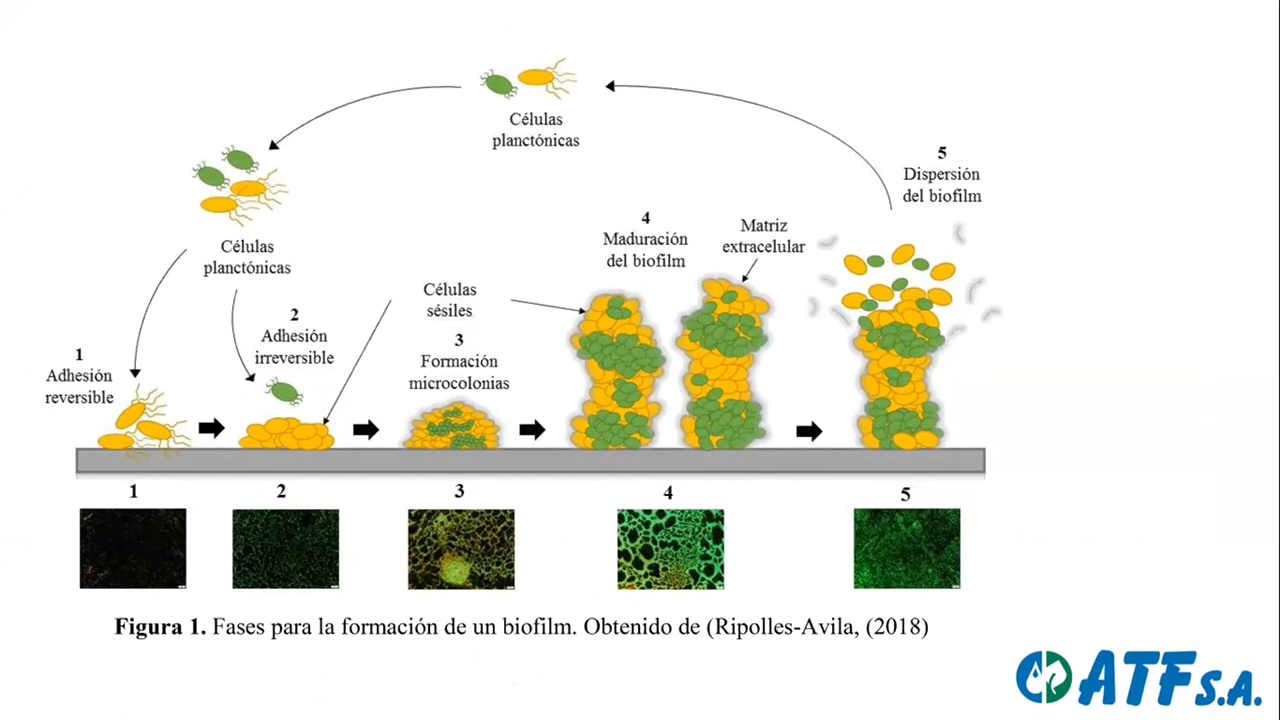 Células
planctónicas
5
Dispersión
del biofilm
Células
planctónicas
4
Maduración
del biofilm
Matriz
extracelular
Células
sésiles
2
Adhesión
irreversible
3
Formación
microcolonias
1
Adhesión
reversible
1
2
3
4
5
Figura 1. Fases para la formación de un biofilm. Obtenido de (Ripolles-Avila, (2018)
ATF S.A.